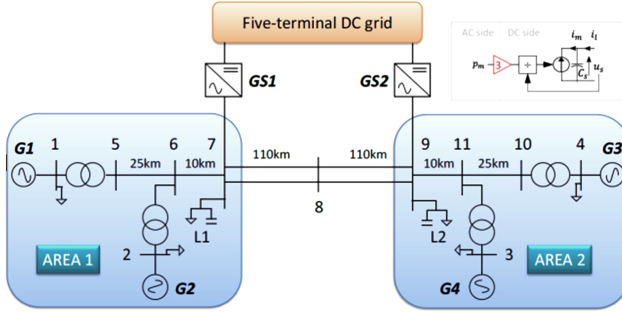 Five-terminal DC grid
AC side DC side
i_m i_l
p_m 3 ÷ C_s u_s
GS1 GS2
G1 1 5 6 7 9 11 10 4 G3
25km 10km 110km 110km 10km 25km
8
L1 L2
AREA 1 2 3 AREA 2
G2 G4